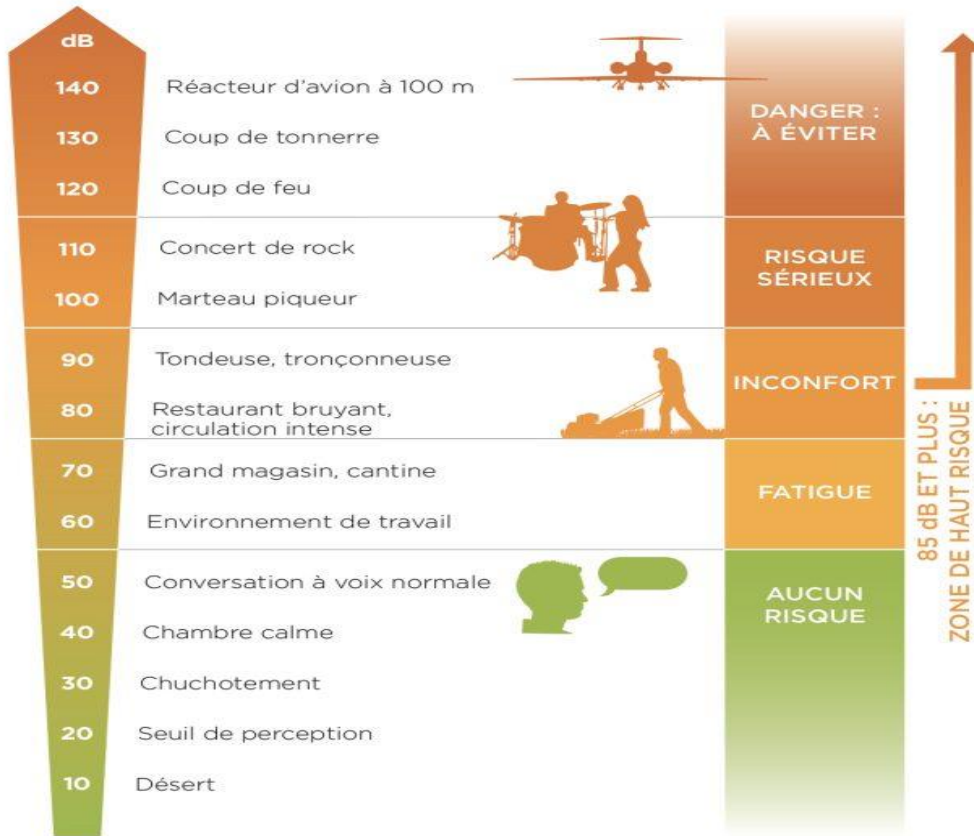 dB
140
Réacteur d'avion à 100 m
130
Coup de tonnerre
120
Coup de feu
DANGER :
À ÉVITER
110
Concert de rock
100
Marteau piqueur
RISQUE
SÉRIEUX
90
Tondeuse, tronçonneuse
80
Restaurant bruyant,
circulation intense
INCONFORT
70
Grand magasin, cantine
60
Environnement de travail
FATIGUE
50
Conversation à voix normale
40
Chambre calme
30
Chuchotement
20
Seuil de perception
10
Désert
AUCUN
RISQUE
85 dB ET PLUS :
ZONE DE HAUT RISQUE